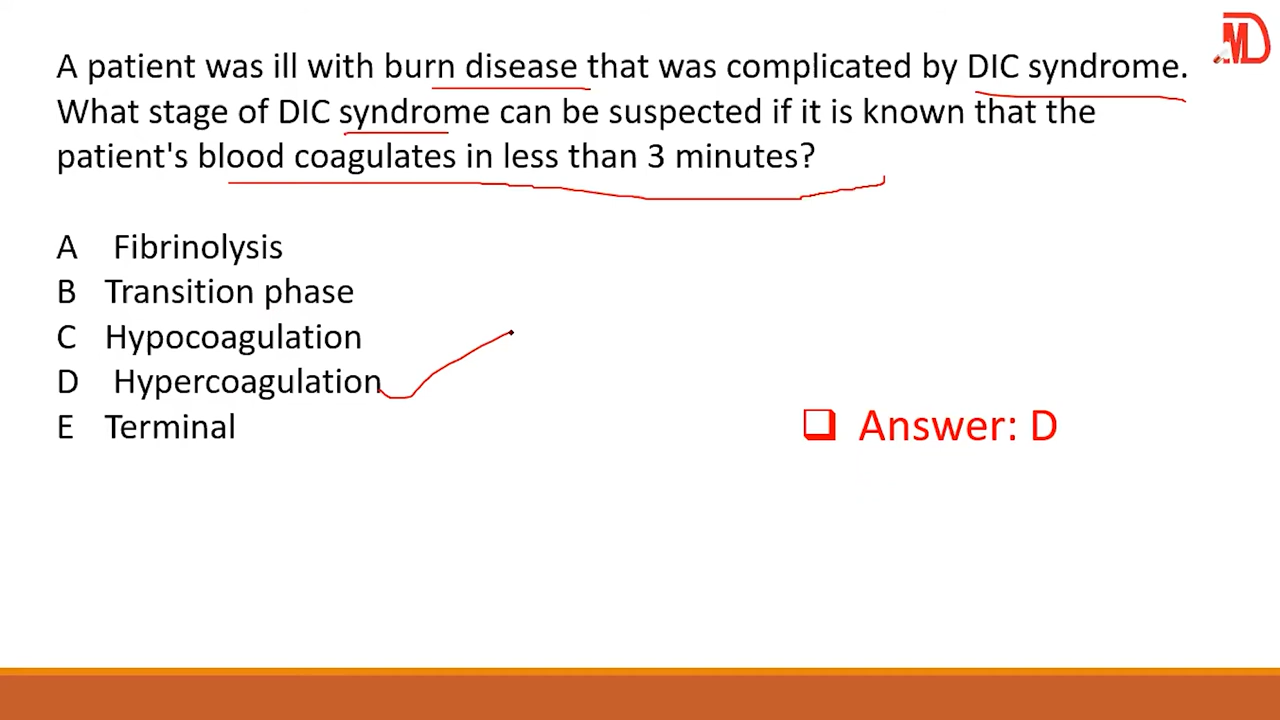 MD
A patient was ill with burn disease that was complicated by DIC syndrome.
What stage of DIC syndrome can be suspected if it is known that the
patient's blood coagulates in less than 3 minutes?
A Fibrinolysis
B Transition phase
C Hypocoagulation
D Hypercoagulation
E Terminal
Answer: D